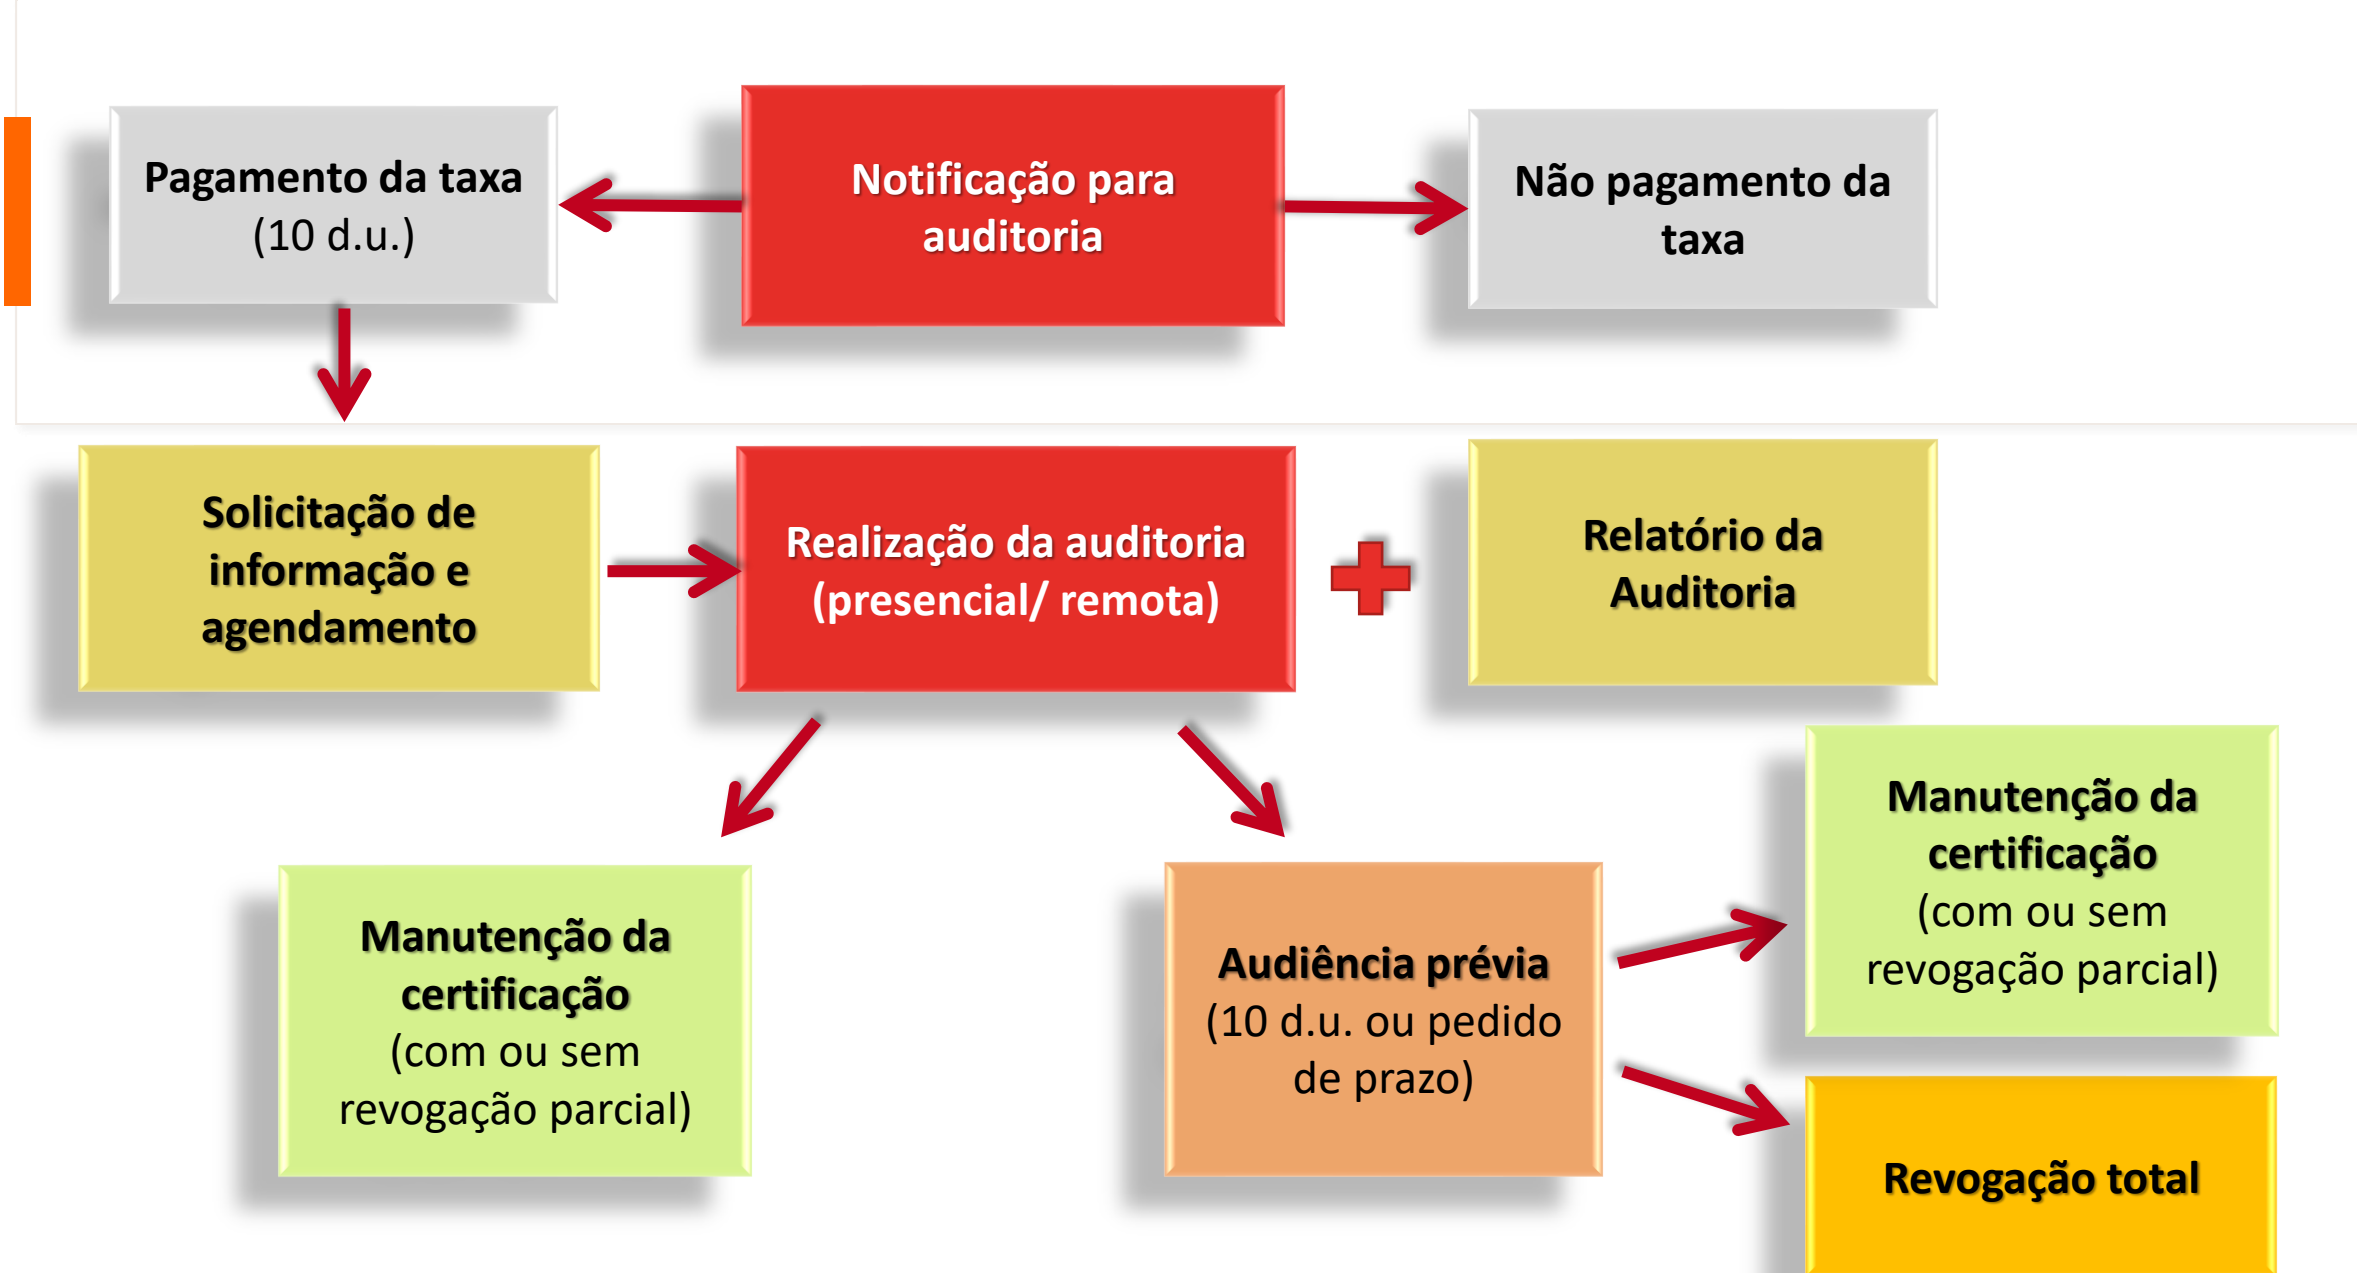 Pagamento da taxa
(10 d.u.)
Notificação para
auditoria
Não pagamento da
taxa
Solicitação de
informação e
agendamento
Realização da auditoria
(presencial/ remota)
Relatório da
Auditoria
Manutenção da
certificação
(com ou sem
revogação parcial)
Audiência prévia
(10 d.u. ou pedido
de prazo)
Manutenção da
certificação
(com ou sem
revogação parcial)
Revogação total